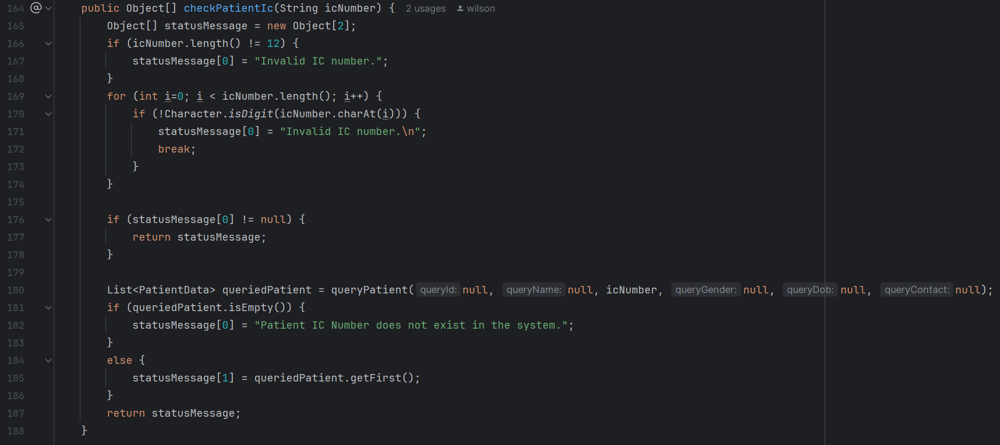 164 @ public Object[] checkPatientIc(String icNumber) { 2 usages wilson
165 Object[] statusMessage = new Object[2];
166 if (icNumber.length() != 12) {
167 statusMessage[0] = "Invalid IC number.";
168 }
169 for (int i=0; i < icNumber.length(); i++) {
170 if (!Character.isDigit(icNumber.charAt(i))) {
171 statusMessage[0] = "Invalid IC number.\n";
172 break;
173 }
174 }
175
176 if (statusMessage[0] != null) {
177 return statusMessage;
178 }
179
180 List<PatientData> queriedPatient = queryPatient( queryId: null, queryName: null, icNumber, queryGender: null, queryDob: null, queryContact: null);
181 if (queriedPatient.isEmpty()) {
182 statusMessage[0] = "Patient IC Number does not exist in the system.";
183 }
184 else {
185 statusMessage[1] = queriedPatient.getFirst();
186 }
187 return statusMessage;
188 }